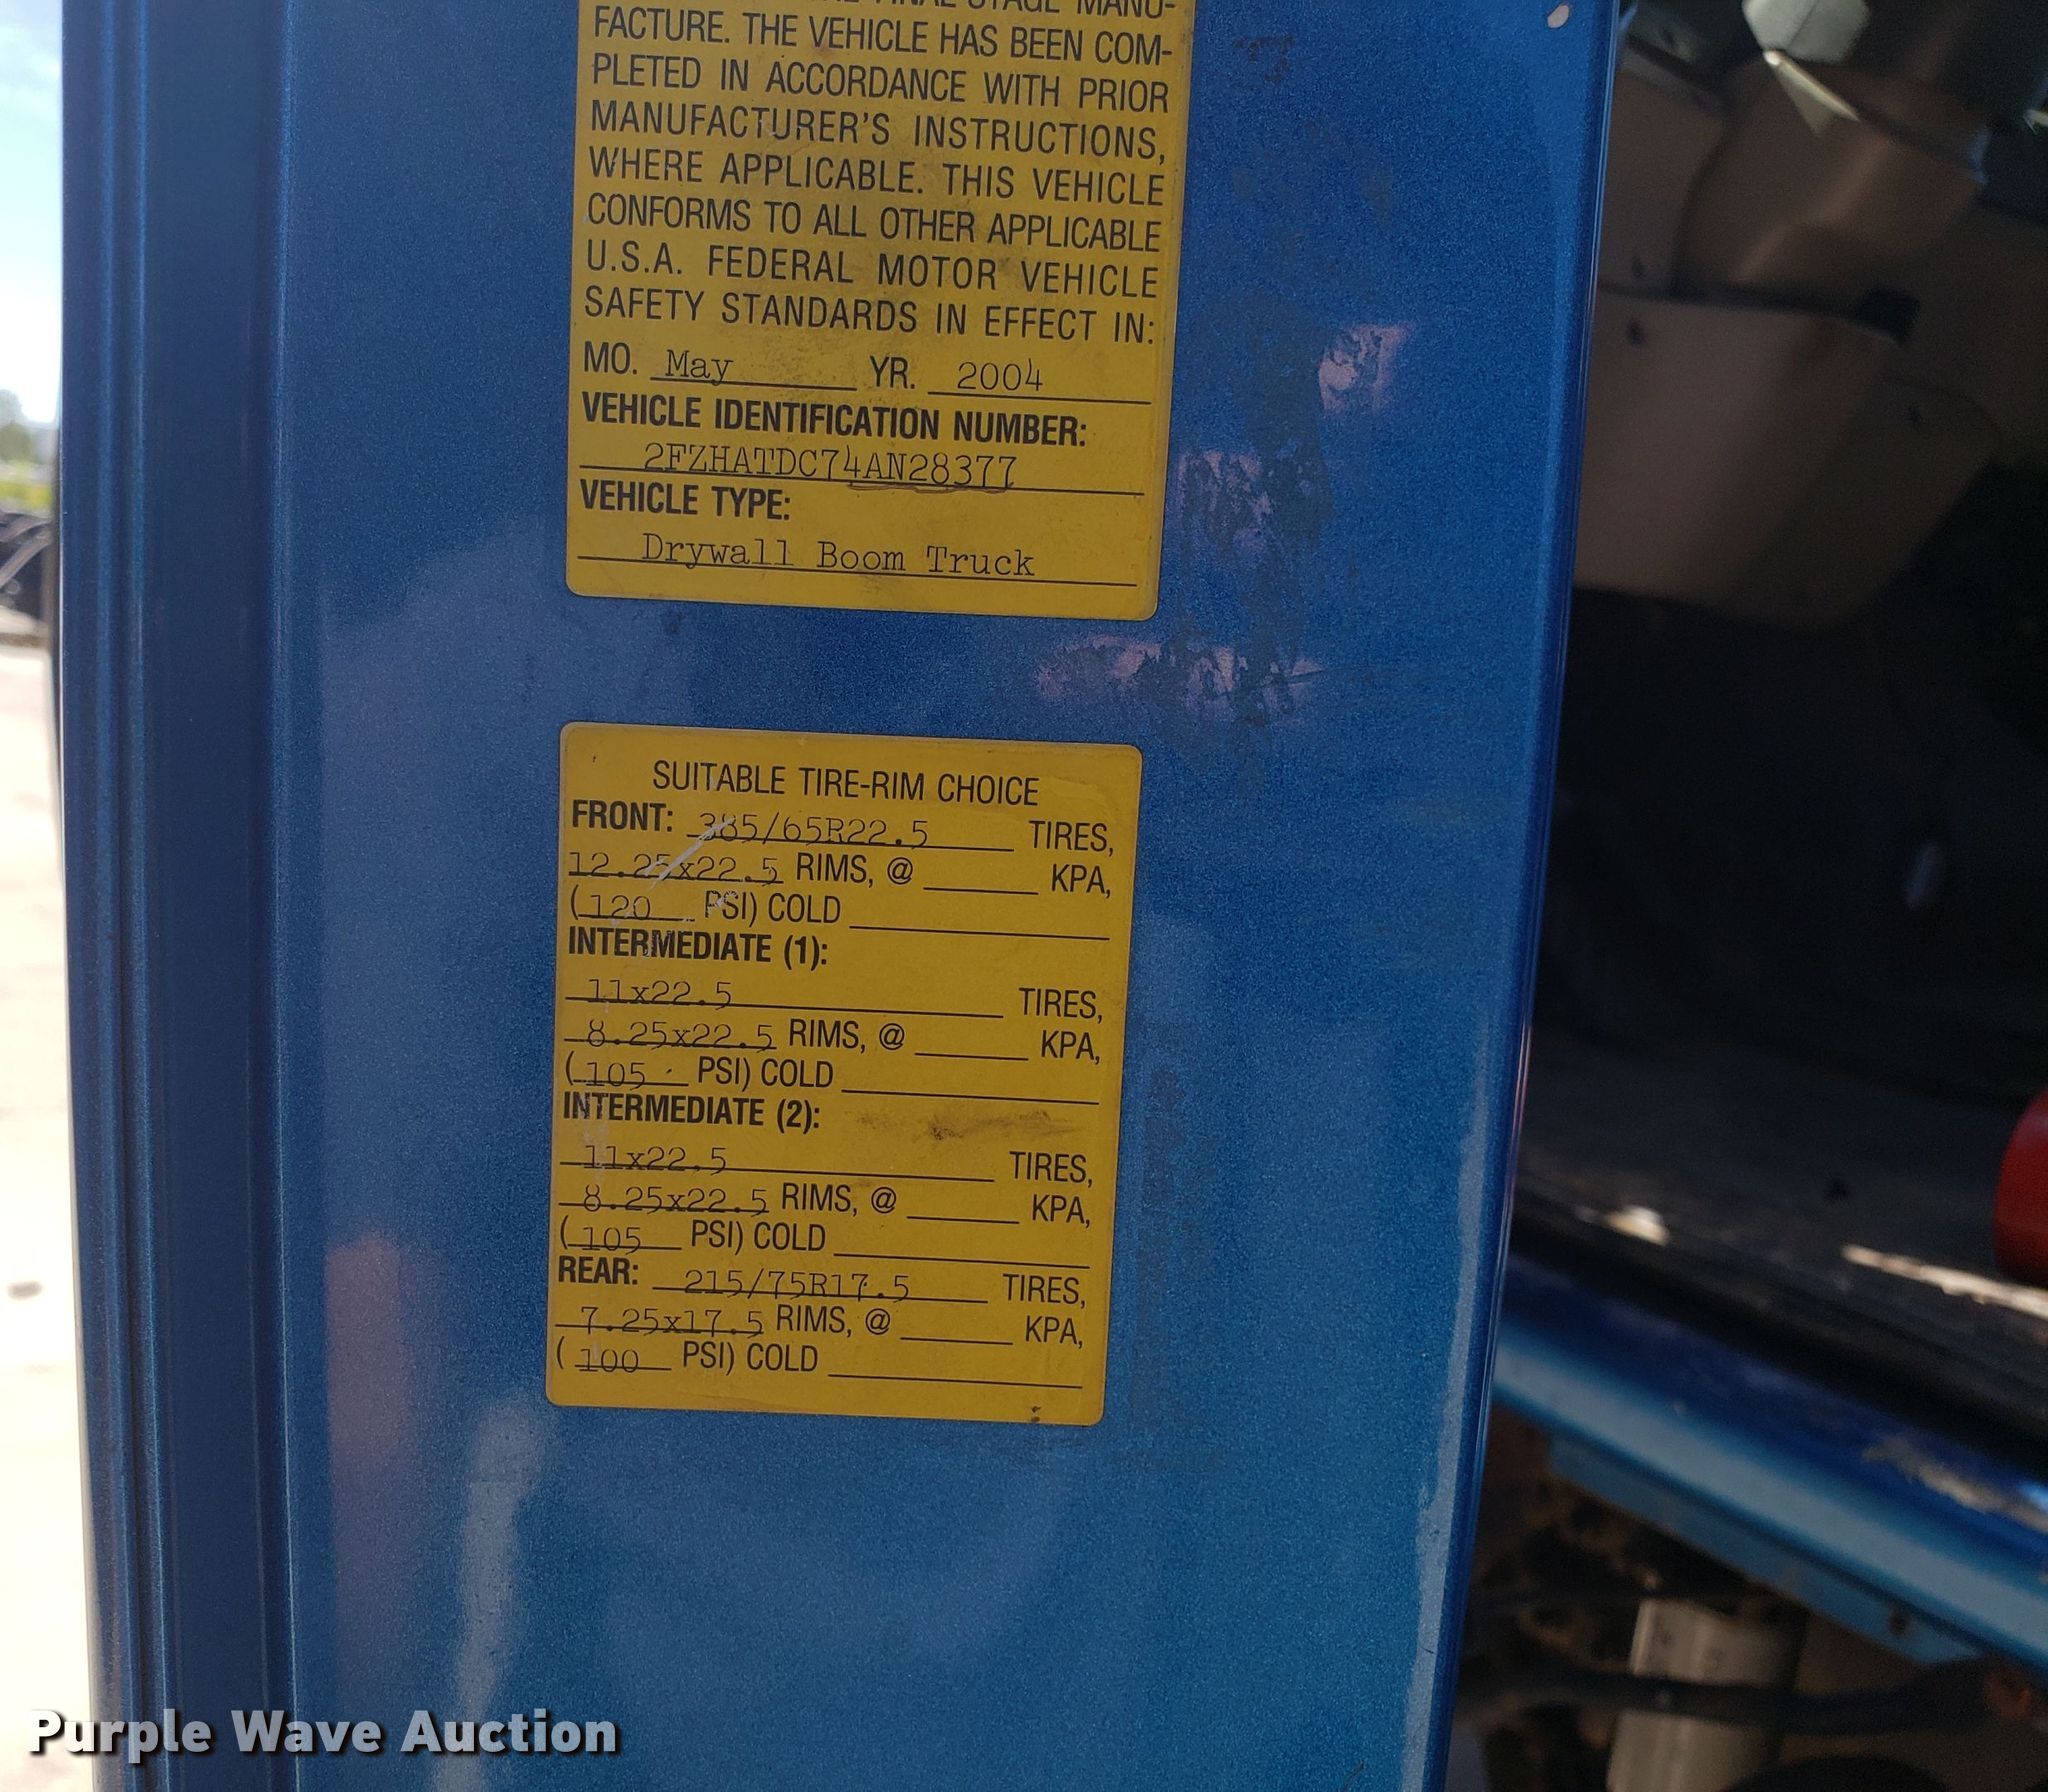 FINAL STAGE MANU-
FACTURE. THE VEHICLE HAS BEEN COM-
PLETED IN ACCORDANCE WITH PRIOR
MANUFACTURER'S INSTRUCTIONS,
WHERE APPLICABLE. THIS VEHICLE
CONFORMS TO ALL OTHER APPLICABLE
U.S.A. FEDERAL MOTOR VEHICLE
SAFETY STANDARDS IN EFFECT IN:
MO. May YR. 2004
VEHICLE IDENTIFICATION NUMBER:
2FZHATDC74AN28377
VEHICLE TYPE:
Drywall Boom Truck
SUITABLE TIRE-RIM CHOICE
FRONT: 385/65R22.5 TIRES,
12.25x22.5 RIMS, @ KPA,
(120 PSI) COLD
INTERMEDIATE (1):
11x22.5 TIRES,
8.25x22.5 RIMS, @ KPA,
(105 PSI) COLD
INTERMEDIATE (2):
11x22.5 TIRES,
8.25x22.5 RIMS, @ KPA,
(105 PSI) COLD
REAR: 215/75R17.5 TIRES,
7.25x17.5 RIMS, @ KPA,
(100 PSI) COLD
Purple Wave Auction